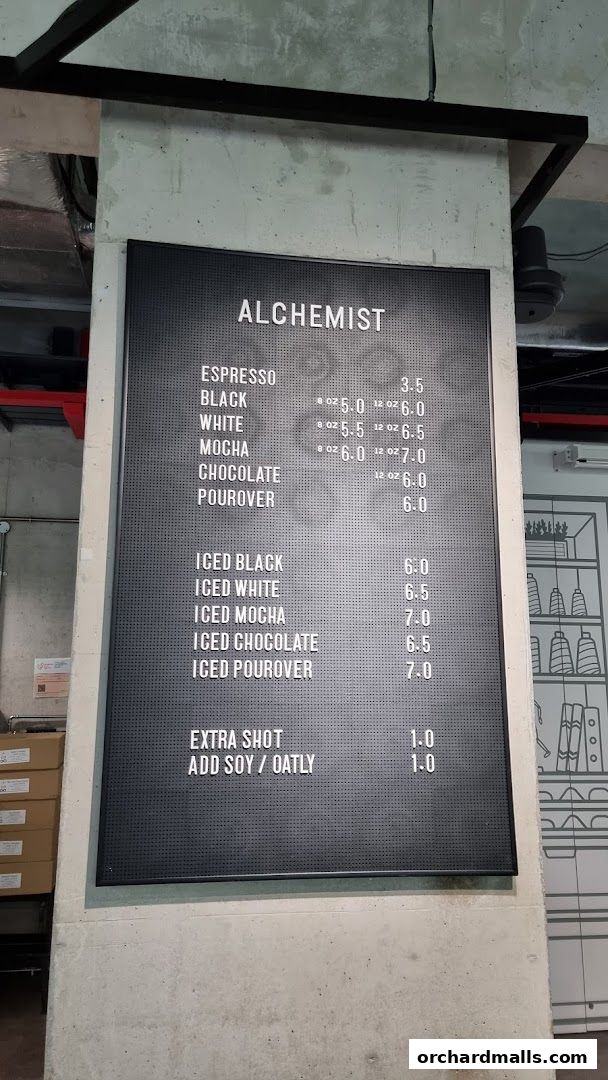 ALCHEMIST
ESPRESSO 3.5
BLACK 8 OZ 5.0 12 OZ 6.0
WHITE 8 OZ 5.5 12 OZ 6.5
MOCHA 8 OZ 6.0 12 OZ 7.0
CHOCOLATE 12 OZ 6.0
POUROVER 6.0
ICED BLACK 6.0
ICED WHITE 6.5
ICED MOCHA 7.0
ICED CHOCOLATE 6.5
ICED POUROVER 7.0
EXTRA SHOT 1.0
ADD SOY / OATLY 1.0
orchardmalls.com